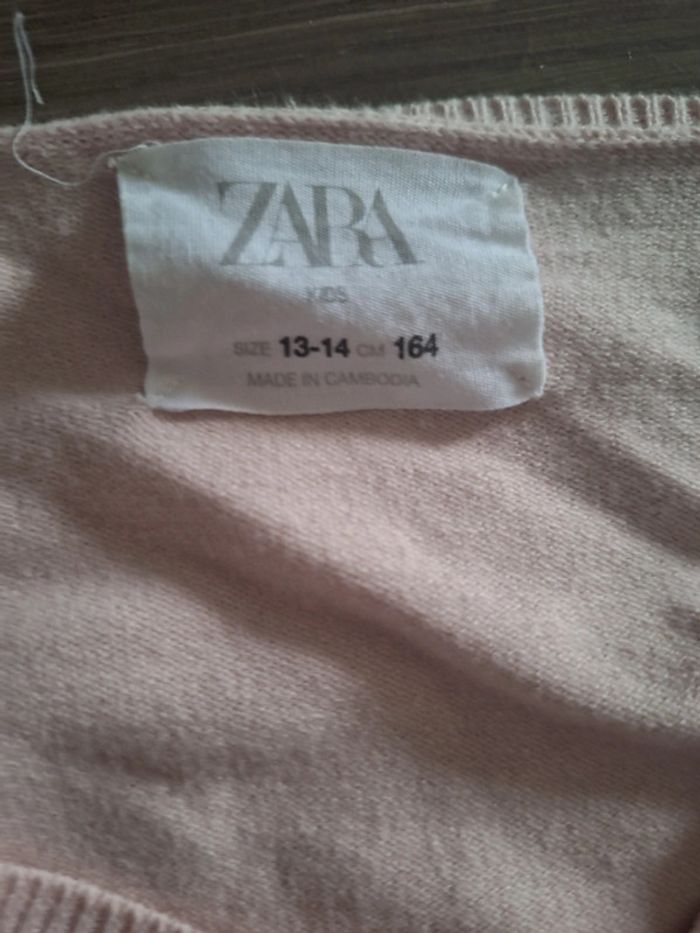 ZARA
KIDS
SIZE 13-14 CM 164
MADE IN CAMBODIA